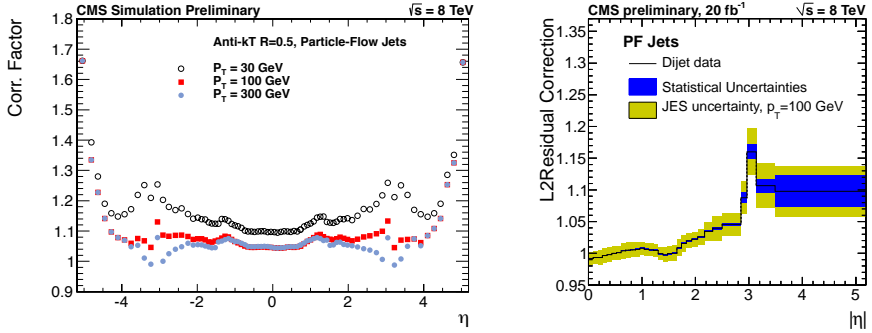 CMS Simulation Preliminary √s = 8 TeV
Corr. Factor
Anti-kT R=0.5, Particle-Flow Jets
P_T = 30 GeV
P_T = 100 GeV
P_T = 300 GeV
1.8
1.7
1.6
1.5
1.4
1.3
1.2
1.1
1
0.9
-4 -2 0 2 4
η
CMS preliminary, 20 fb⁻¹ √s = 8 TeV
L2Residual Correction
PF Jets
Dijet data
Statistical Uncertainties
JES uncertainty, p_T=100 GeV
1.35
1.3
1.25
1.2
1.15
1.1
1.05
1
0.95
0 1 2 3 4 5
|η|